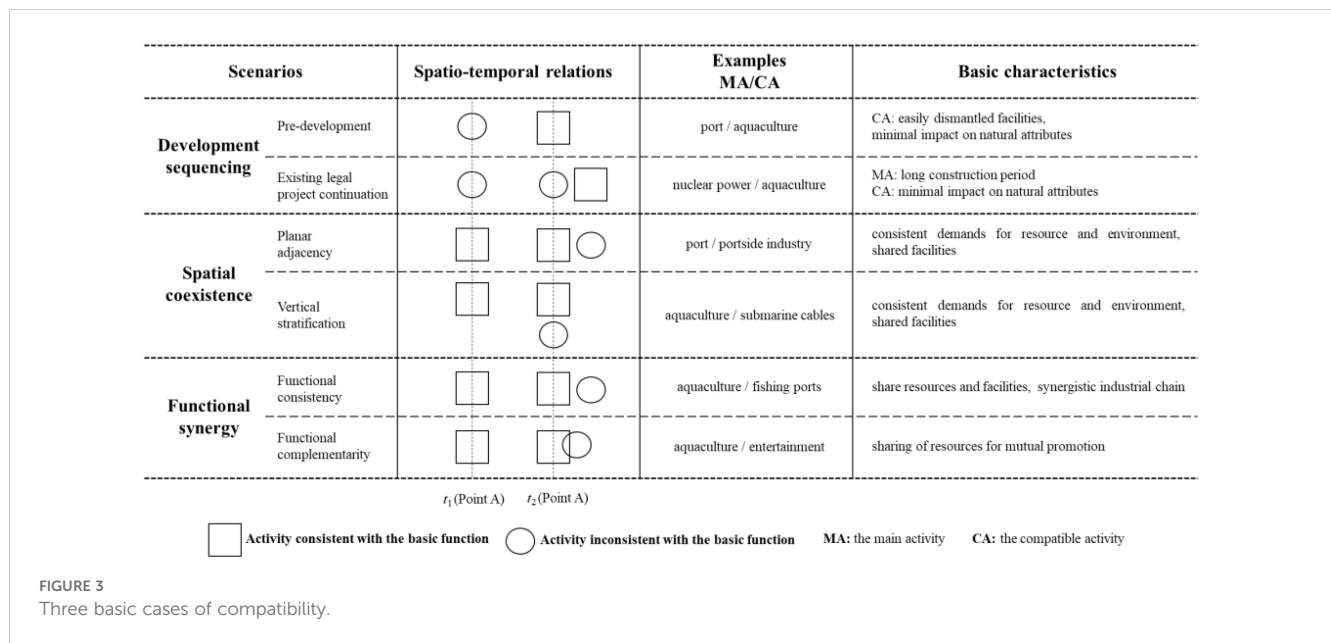 Scenarios
Spatio-temporal relations
Examples
MA/CA
Basic characteristics
Development
sequencing
Pre-development
port / aquaculture
CA: easily dismantled facilities,
minimal impact on natural attributes
Existing legal
project continuation
nuclear power / aquaculture
MA: long construction period
CA: minimal impact on natural attributes
Spatial
coexistence
Planar
adjacency
port / portside industry
consistent demands for resource and environment,
shared facilities
Vertical
stratification
aquaculture / submarine cables
consistent demands for resource and environment,
shared facilities
Functional
synergy
Functional
consistency
aquaculture / fishing ports
share resources and facilities, synergistic industrial chain
Functional
complementarity
aquaculture / entertainment
sharing of resources for mutual promotion
t1 (Point A)
t2 (Point A)
Activity consistent with the basic function
Activity inconsistent with the basic function
MA: the main activity
CA: the compatible activity
FIGURE 3
Three basic cases of compatibility.